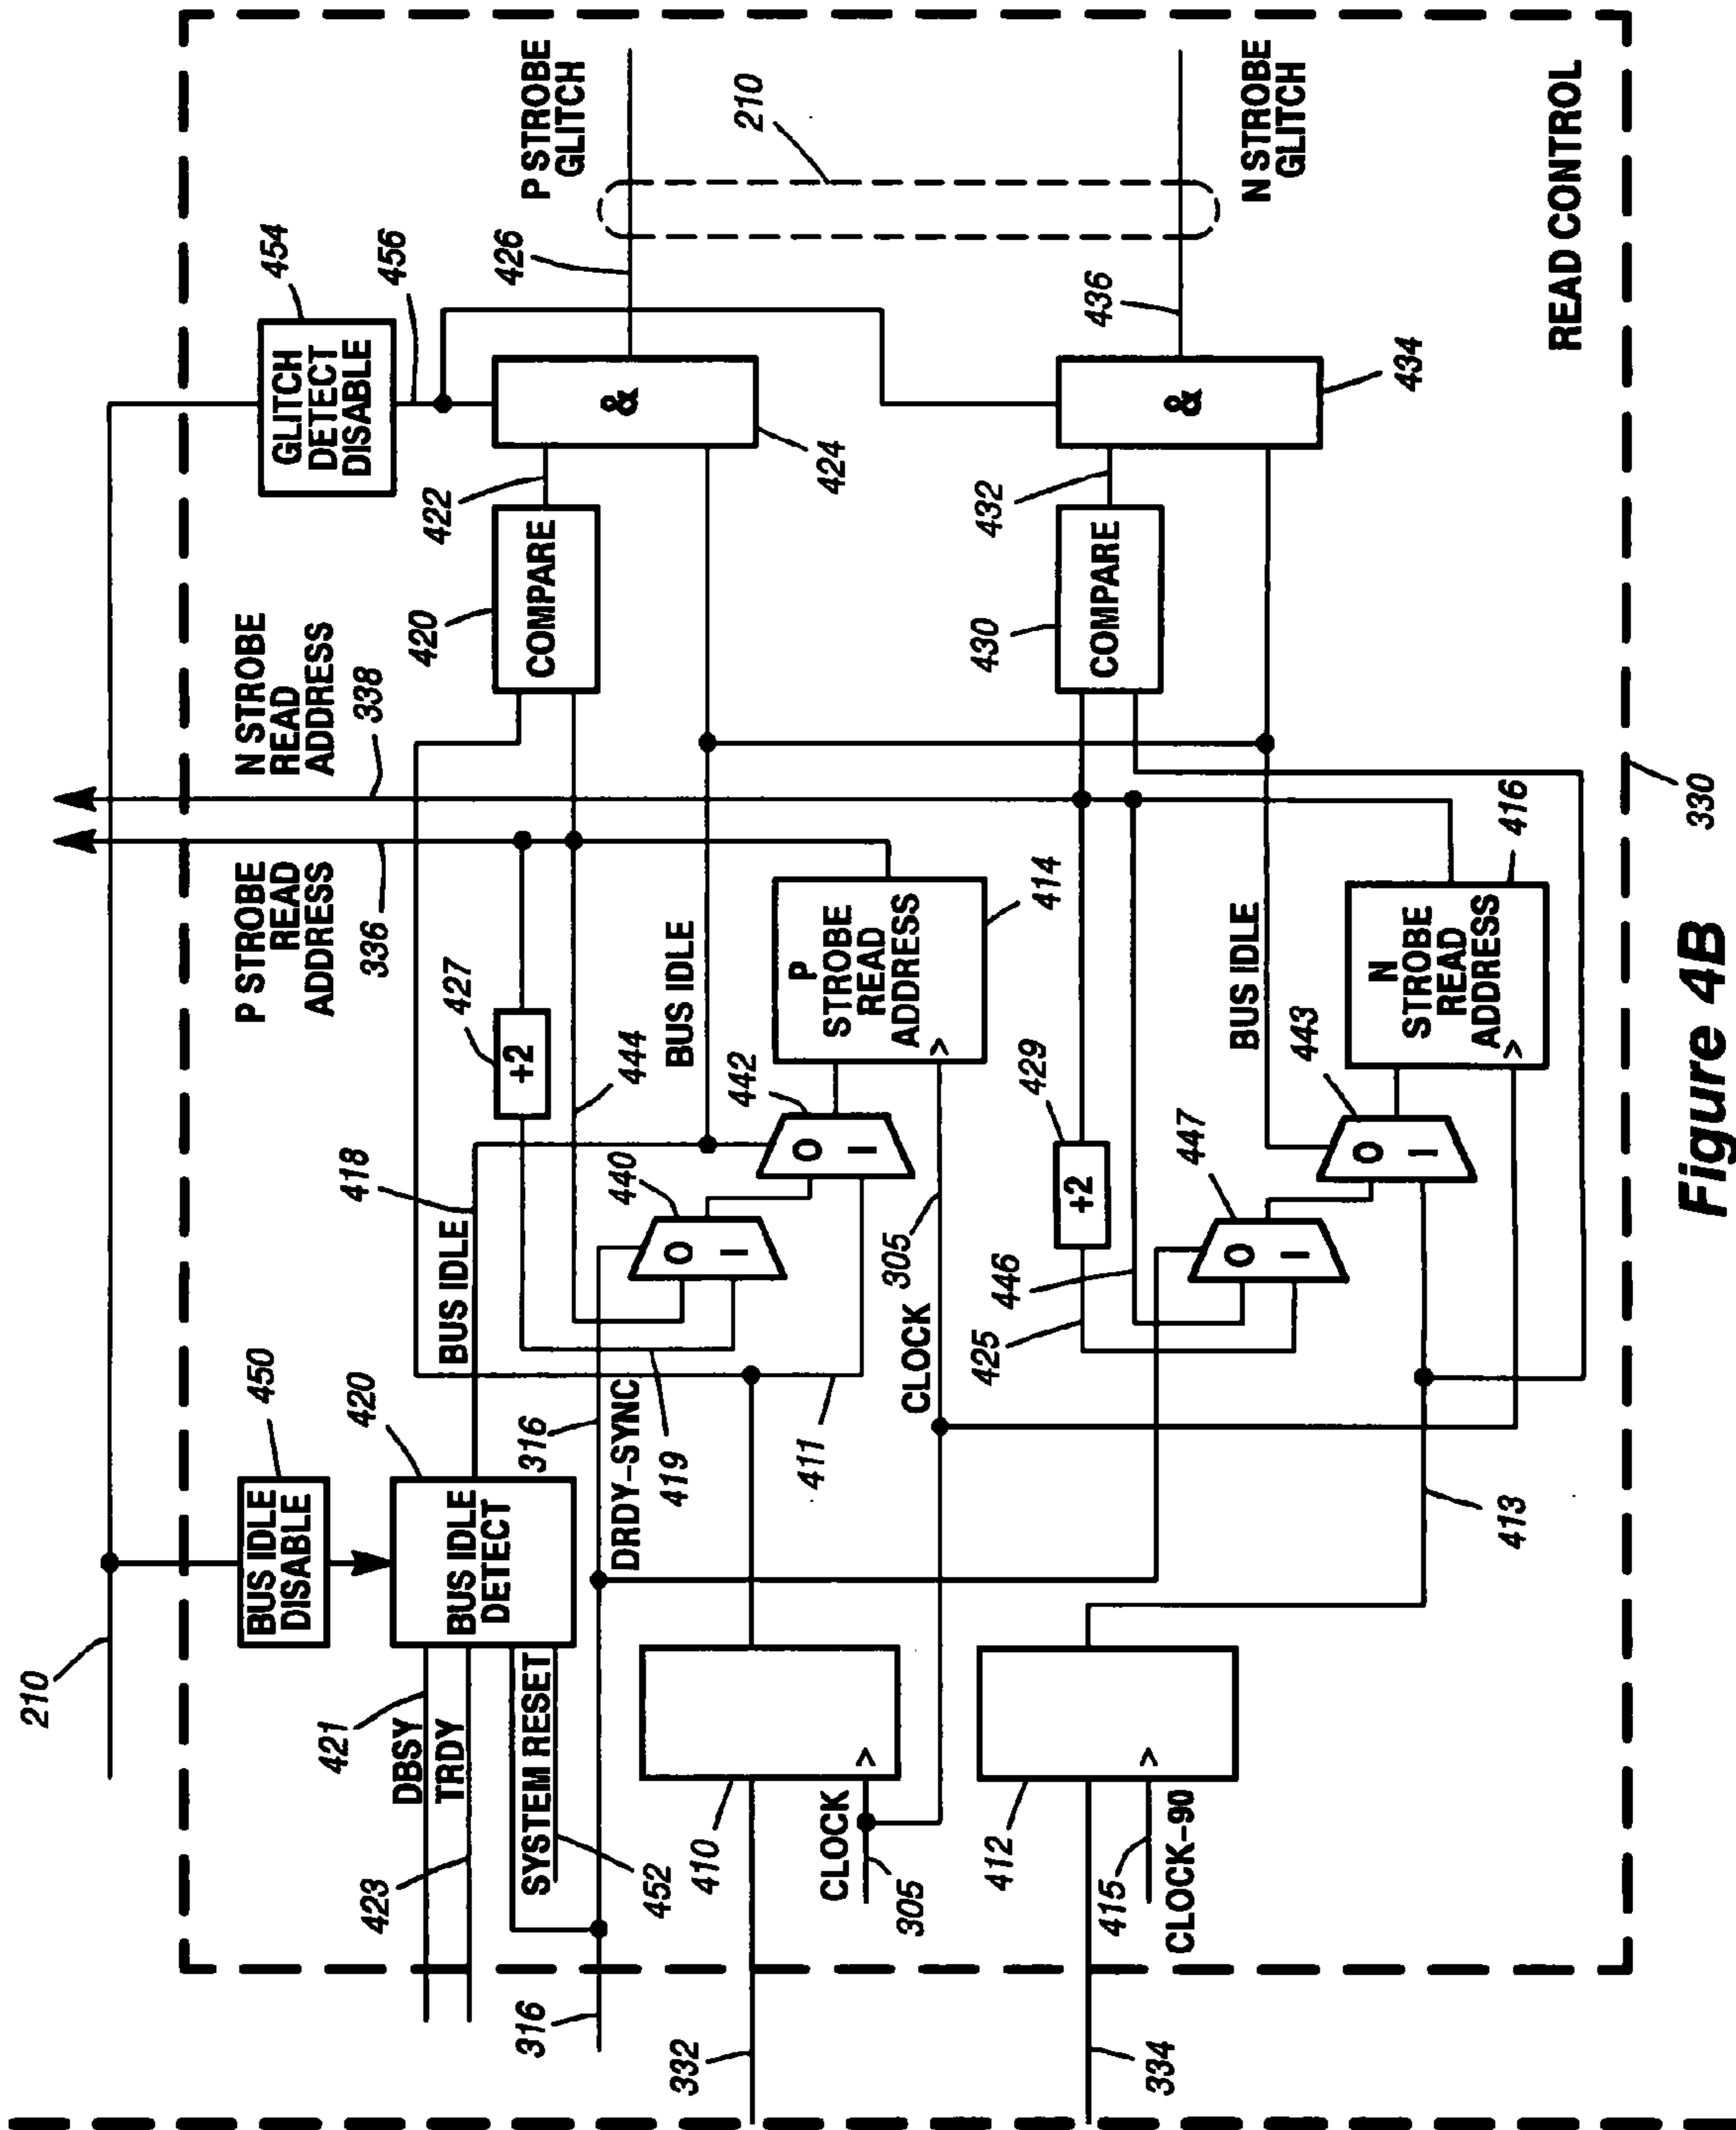 210
BUS IDLE
DISABLE
450
GLITCH
DETECT
DISABLE
454
456
P STROBE
READ
ADDRESS
336
N STROBE
READ
ADDRESS
338
DBSY
421
TRDY
423
SYSTEM RESET
452
BUS IDLE
DETECT
420
BUS IDLE
418
316
316
DRDY-SYNC
419
411
+2
427
444
BUS IDLE
440
0
1
442
0
1
P
STROBE
READ
ADDRESS
>
414
COMPARE
420
422
&
424
426
P STROBE
GLITCH
210
332
410
>
CLOCK
305
CLOCK
305
334
412
>
415
CLOCK-90
413
+2
429
425
446
447
0
1
BUS IDLE
443
0
1
N
STROBE
READ
ADDRESS
>
416
COMPARE
430
432
&
434
436
N STROBE
GLITCH
READ CONTROL
330
Figure 4B